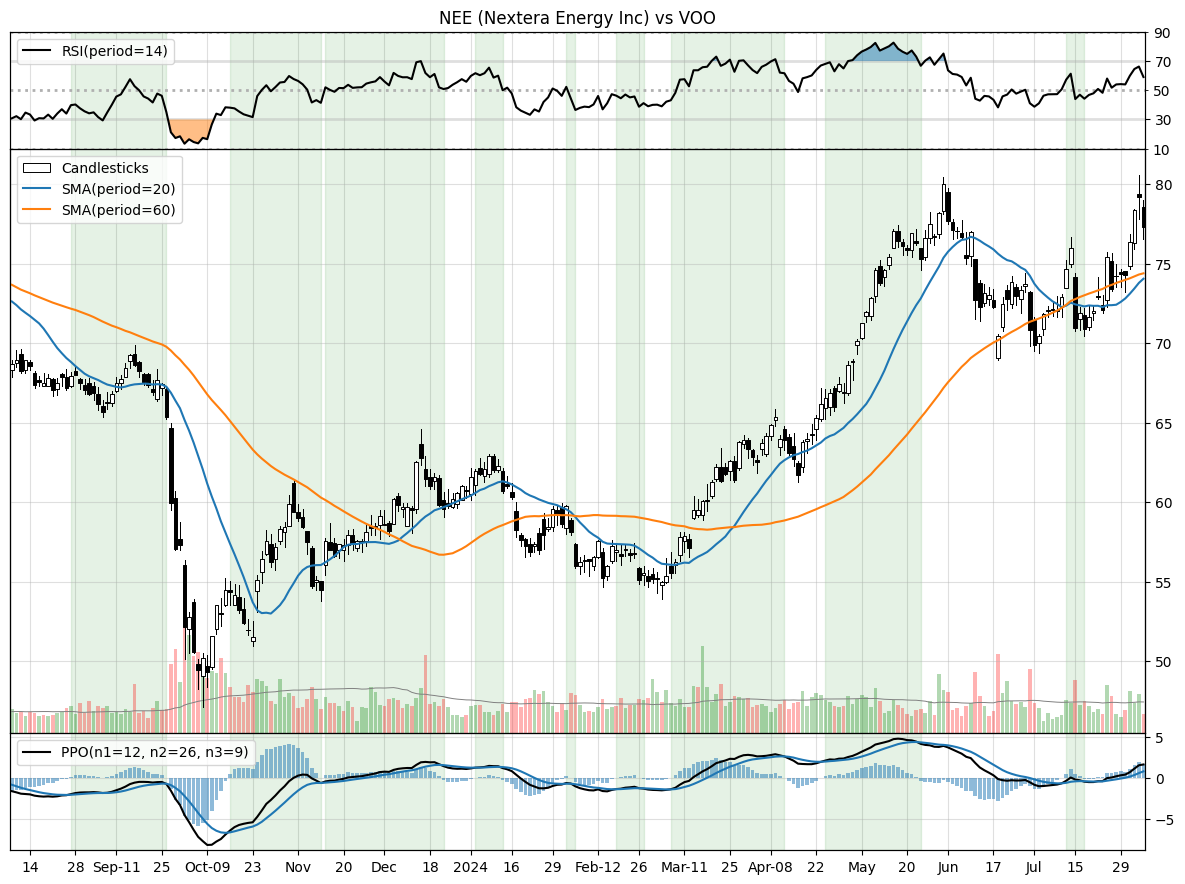 NEE (Nextera Energy Inc) vs VOO
RSI(period=14)
90
70
50
30
10
Candlesticks
SMA(period=20)
SMA(period=60)
80
75
70
65
60
55
50
PPO(n1=12, n2=26, n3=9)
5
0
−5
14 28 Sep-11 25 Oct-09 23 Nov 20 Dec 18 2024 16 29 Feb-12 26 Mar-11 25 Apr-08 22 May 20 Jun 17 Jul 15 29